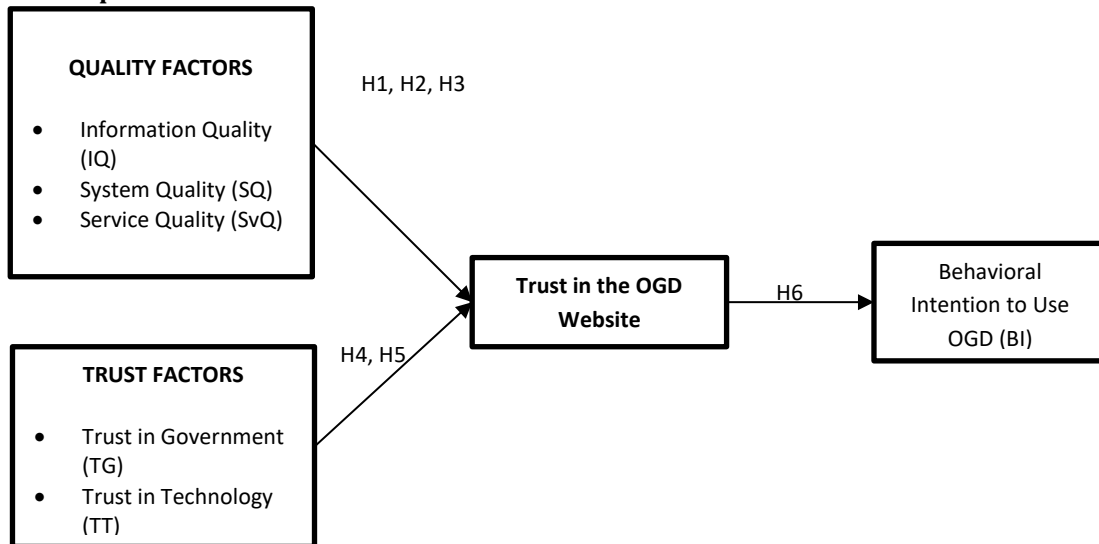 QUALITY FACTORS
• Information Quality
(IQ)
• System Quality (SQ)
• Service Quality (SvQ)
H1, H2, H3
Trust in the OGD
Website
H6
Behavioral
Intention to Use
OGD (BI)
H4, H5
TRUST FACTORS
• Trust in Government
(TG)
• Trust in Technology
(TT)